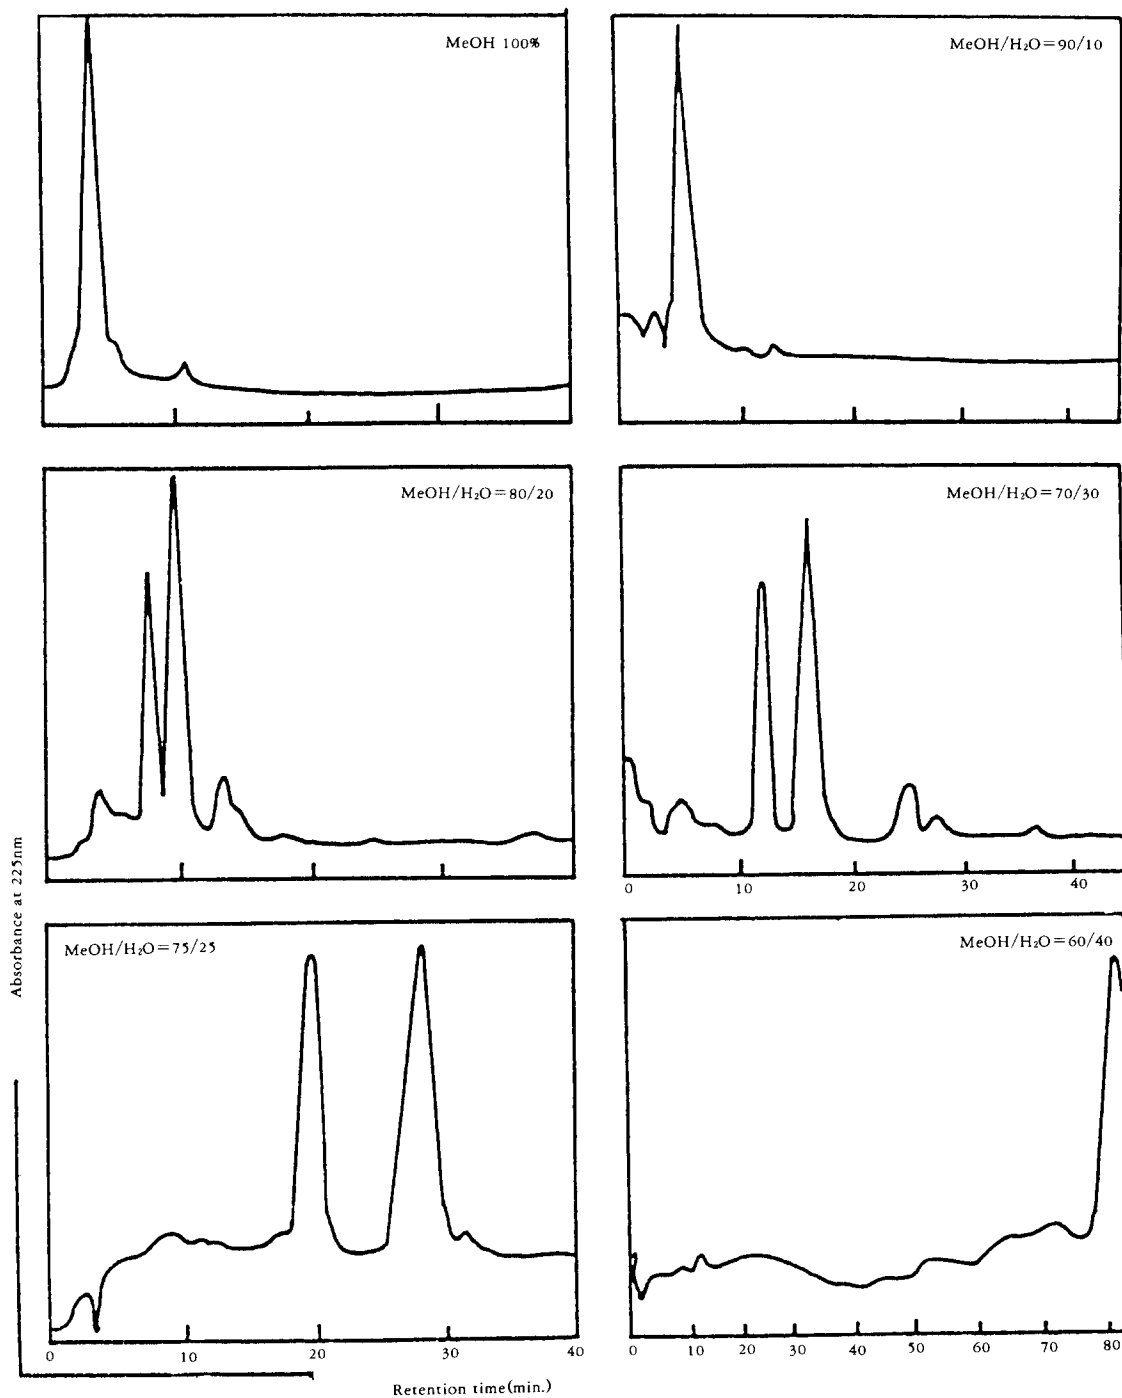 MeOH 100%
MeOH/H₂O=90/10
MeOH/H₂O=80/20
MeOH/H₂O=70/30
0 10 20 30 40
MeOH/H₂O=75/25
MeOH/H₂O=60/40
0 10 20 30 40
0 10 20 30 40 50 60 70 80
Absorbance at 225nm
Retention time(min.)